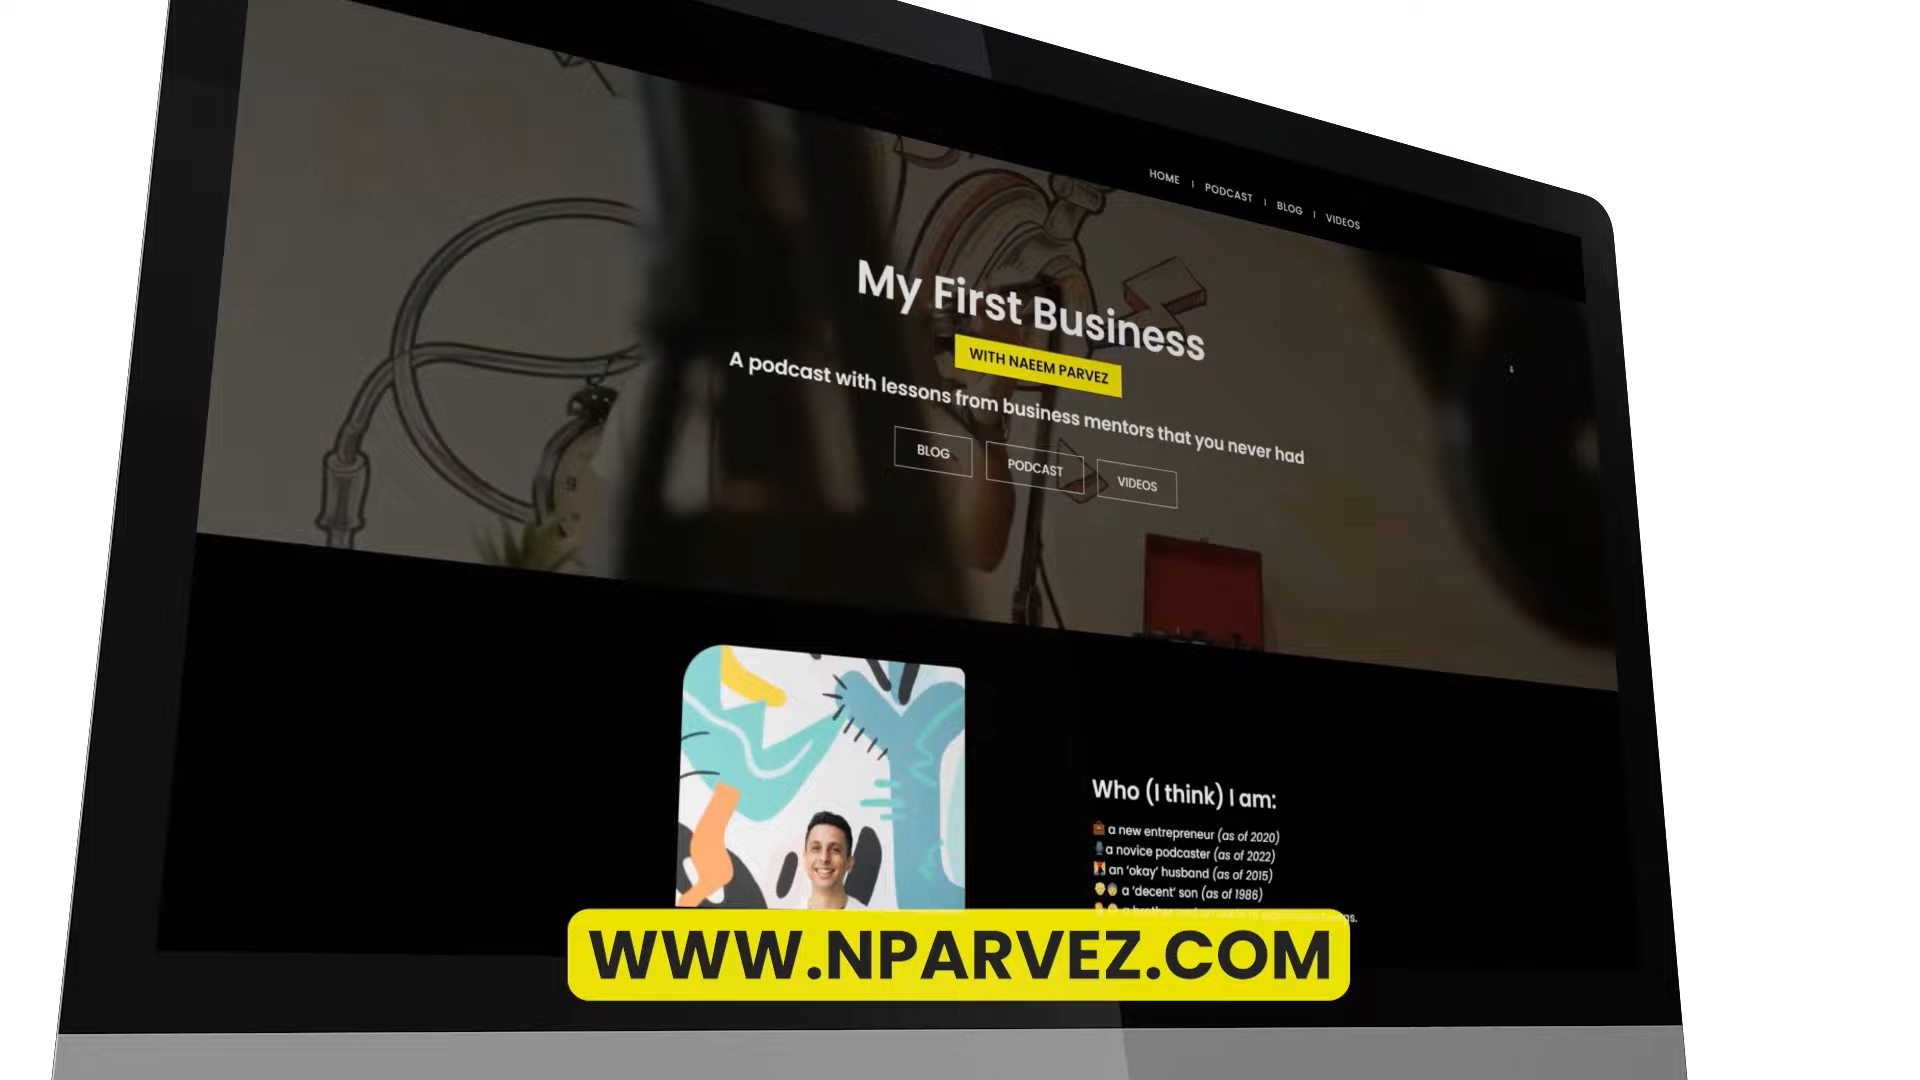 HOME | PODCAST | BLOG | VIDEOS
My First Business
WITH NAEEM PARVEZ
A podcast with lessons from business mentors that you never had
BLOG
PODCAST
VIDEOS
Who (I think) I am:
a new entrepreneur (as of 2020)
a novice podcaster (as of 2022)
an ‘okay’ husband (as of 2015)
a ‘decent’ son (as of 1986)
WWW.NPARVEZ.COM